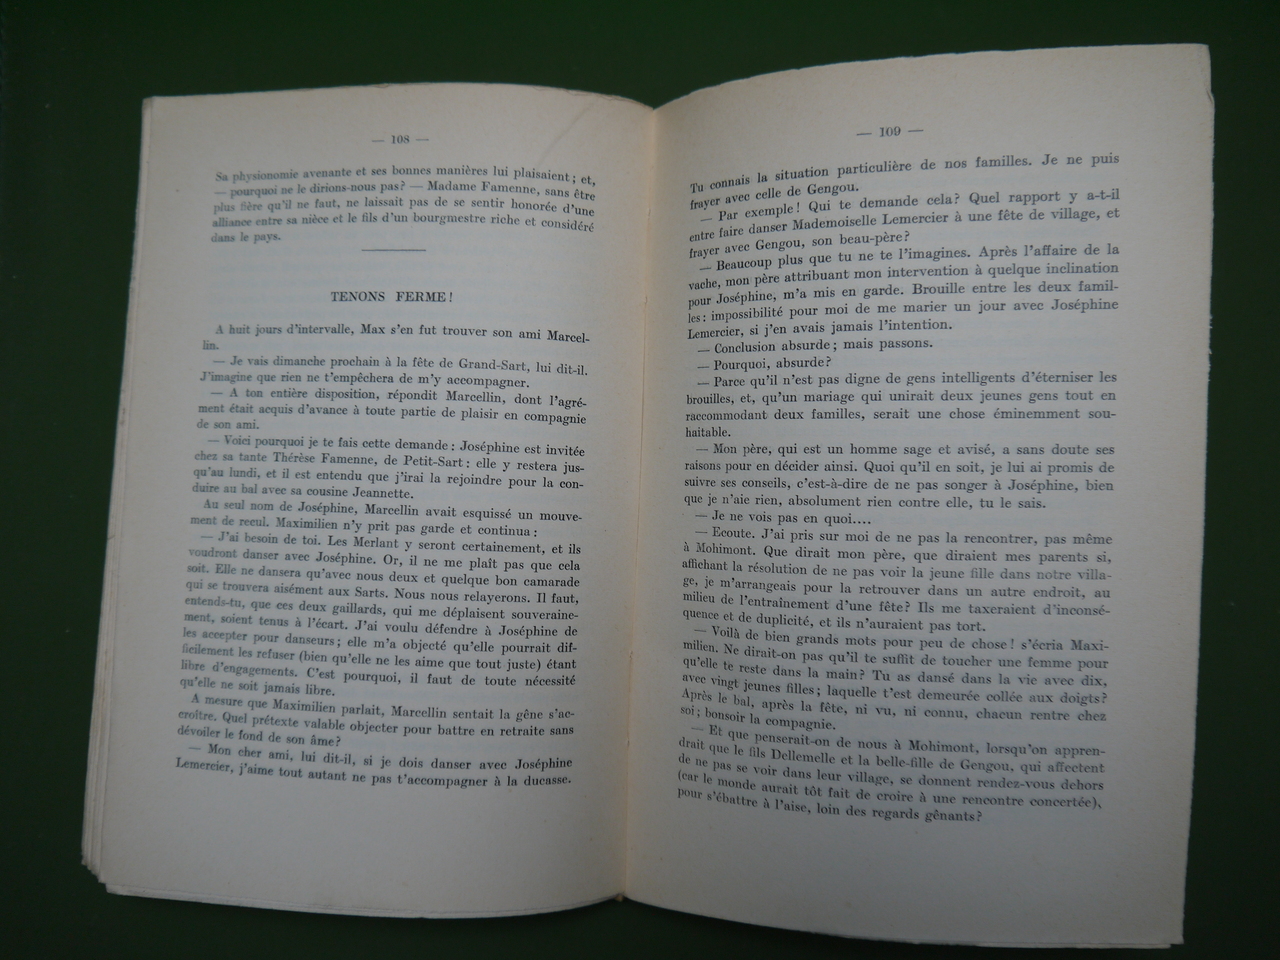 — 108 —
Sa physionomie avenante et ses bonnes manières lui plaisaient ; et,
— pourquoi ne le dirions-nous pas? — Madame Famenne, sans être
plus fière qu'il ne faut, ne laissait pas de se sentir honorée d'une
alliance entre sa nièce et le fils d'un bourgmestre riche et considéré
dans le pays.
TENONS FERME!
A huit jours d'intervalle, Max s'en fut trouver son ami Marcel-
lin.
— Je vais dimanche prochain à la fête de Grand-Sart, lui dit-il.
J'imagine que rien ne t'empêchera de m'y accompagner.
— A ton entière disposition, répondit Marcellin, dont l'agré-
ment était acquis d'avance à toute partie de plaisir en compagnie
de son ami.
— Voici pourquoi je te fais cette demande : Joséphine est invitée
chez sa tante Thérèse Famenne, de Petit-Sart : elle y restera jus-
qu'au lundi, et il est entendu que j'irai la rejoindre pour la con-
duire au bal avec sa cousine Jeannette.
Au seul nom de Joséphine, Marcellin avait esquissé un mouve-
ment de recul. Maximilien n'y prit pas garde et continua :
— J'ai besoin de toi. Les Merlant y seront certainement, et ils
voudront danser avec Joséphine. Or, il ne me plaît pas que cela
soit. Elle ne dansera qu'avec nous deux et quelque bon camarade
qui se trouvera aisément aux Sarts. Nous nous relayerons. Il faut,
entends-tu, que ces deux gaillards, qui me déplaisent souveraine-
ment, soient tenus à l'écart. J'ai voulu défendre à Joséphine de
les accepter pour danseurs ; elle m'a objecté qu'elle pourrait dif-
ficilement les refuser (bien qu'elle ne les aime que tout juste) étant
libre d'engagements. C'est pourquoi, il faut de toute nécessité
qu'elle ne soit jamais libre.
A mesure que Maximilien parlait, Marcellin sentait la gêne s'ac-
croître. Quel prétexte valable objecter pour battre en retraite sans
dévoiler le fond de son âme?
— Mon cher ami, lui dit-il, si je dois danser avec Joséphine
Lemercier, j'aime tout autant ne pas t'accompagner à la ducasse.
— 109 —
Tu connais la situation particulière de nos familles. Je ne puis
frayer avec celle de Gengou.
— Par exemple! Qui te demande cela? Quel rapport y a-t-il
entre faire danser Mademoiselle Lemercier à une fête de village, et
frayer avec Gengou, son beau-père?
— Beaucoup plus que tu ne te l'imagines. Après l'affaire de la
vache, mon père attribuant mon intervention à quelque inclination
pour Joséphine, m'a mis en garde. Brouille entre les deux famil-
les : impossibilité pour moi de me marier un jour avec Joséphine
Lemercier, si j'en avais jamais l'intention.
— Conclusion absurde ; mais passons.
— Pourquoi, absurde?
— Parce qu'il n'est pas digne de gens intelligents d'éterniser les
brouilles, et, qu'un mariage qui unirait deux jeunes gens tout en
raccommodant deux familles, serait une chose éminemment sou-
haitable.
— Mon père, qui est un homme sage et avisé, a sans doute ses
raisons pour en décider ainsi. Quoi qu'il en soit, je lui ai promis de
suivre ses conseils, c'est-à-dire de ne pas songer à Joséphine, bien
que je n'aie rien, absolument rien contre elle, tu le sais.
— Je ne vois pas en quoi....
— Ecoute. J'ai pris sur moi de ne pas la rencontrer, pas même
à Mohimont. Que dirait mon père, que diraient mes parents si,
affichant la résolution de ne pas voir la jeune fille dans notre villa-
ge, je m'arrangeais pour la retrouver dans un autre endroit, au
milieu de l'entraînement d'une fête? Ils me taxeraient d'inconsé-
quence et de duplicité, et ils n'auraient pas tort.
— Voilà de bien grands mots pour peu de chose! s'écria Maxi-
milien. Ne dirait-on pas qu'il te suffit de toucher une femme pour
qu'elle te reste dans la main? Tu as dansé dans la vie avec dix,
avec vingt jeunes filles ; laquelle t'est demeurée collée aux doigts?
Après le bal, après la fête, ni vu, ni connu, chacun rentre chez
soi ; bonsoir la compagnie.
— Et que penserait-on de nous à Mohimont, lorsqu'on appren-
drait que le fils Dellemelle et la belle-fille de Gengou, qui affectent
de ne pas se voir dans leur village, se donnent rendez-vous dehors
(car le monde aurait tôt fait de croire à une rencontre concertée),
pour s'ébattre à l'aise, loin des regards gênants?